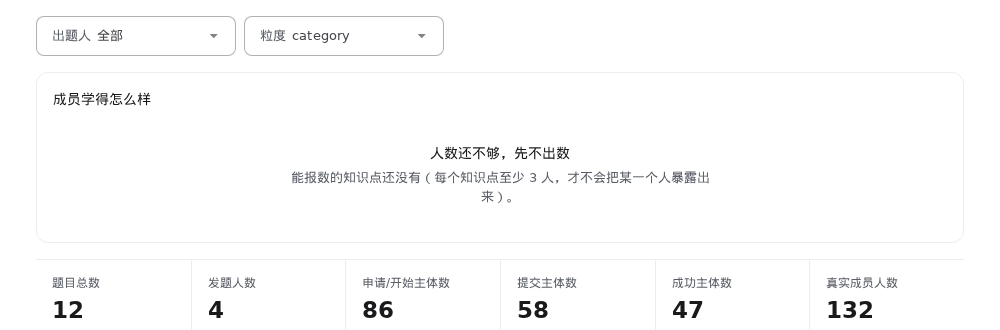 出题人 全部 粒度 category
成员学得怎么样
人数还不够，先不出数
能报数的知识点还没有（每个知识点至少 3 人，才不会把某一个人暴露出
来）。
题目总数 发题人数 申请/开始主体数 提交主体数 成功主体数 真实成员人数
12 4 86 58 47 132